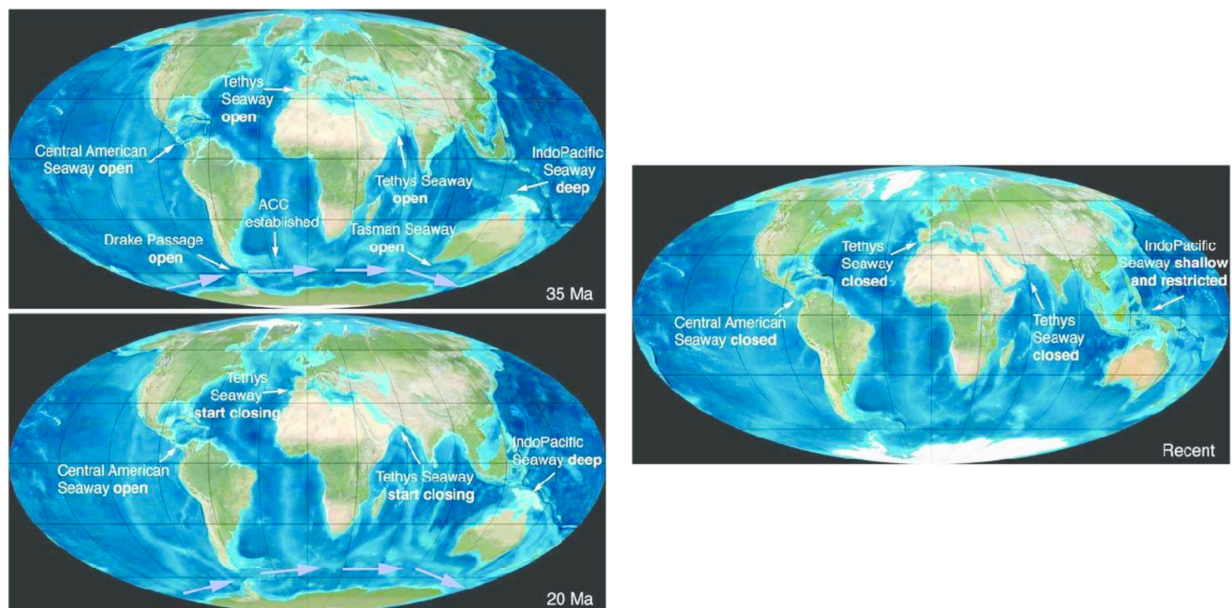 Tethys
Seaway
open
Central American
Seaway open
IndoPacific
Seaway
deep
Tethys Seaway
open
ACC
established
Tasman Seaway
open
Drake Passage
open
35 Ma
Tethys
Seaway
start closing
IndoPacific
Seaway deep
Central American
Seaway open
Tethys Seaway
start closing
20 Ma
Tethys
Seaway
closed
IndoPacific
Seaway shallow
and restricted
Central American
Seaway closed
Tethys
Seaway
closed
Recent